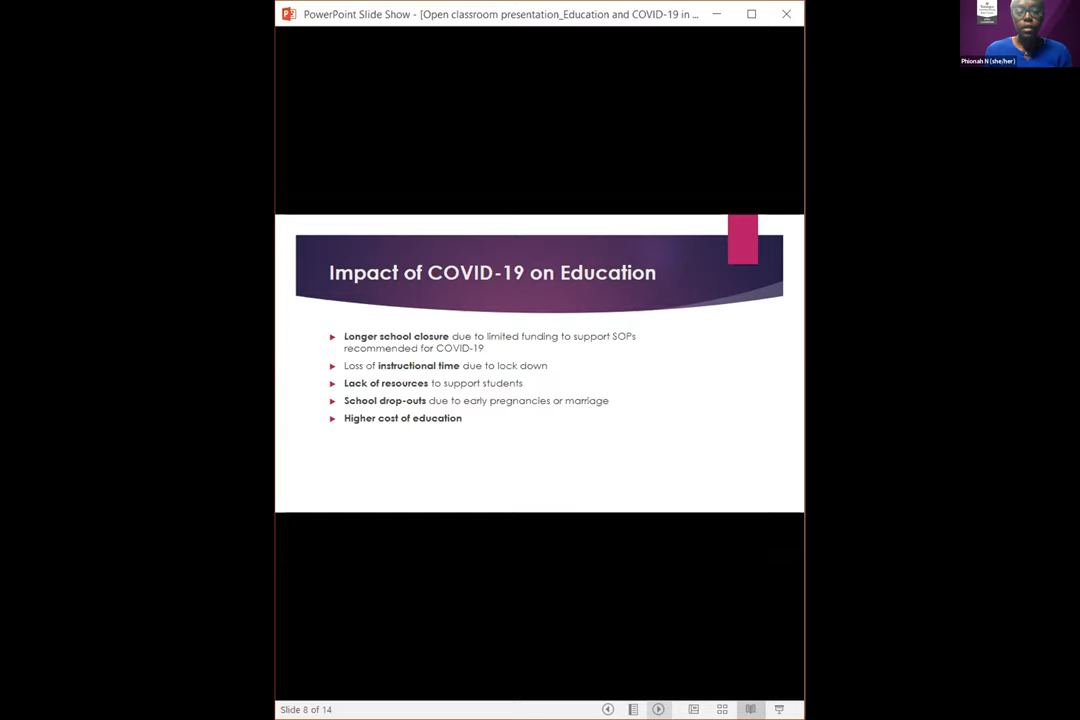 PowerPoint Slide Show - [Open classroom presentation_Education and COVID-19 in ...
Phionah N (she/her)
Impact of COVID-19 on Education
Longer school closure due to limited funding to support SOPs
recommended for COVID-19
Loss of instructional time due to lock down
Lack of resources to support students
School drop-outs due to early pregnancies or marriage
Higher cost of education
Slide 8 of 14